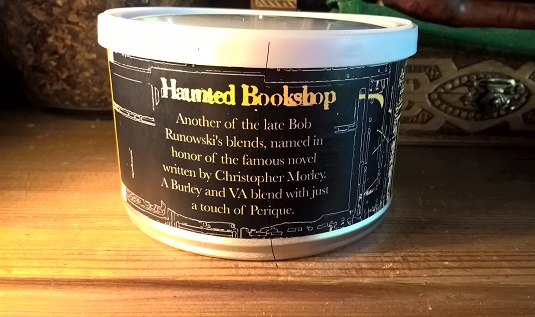 Haunted Bookshop
Another of the late Bob
Runowski's blends, named in
honor of the famous novel
written by Christopher Morley.
A Burley and VA blend with just
a touch of Perique.